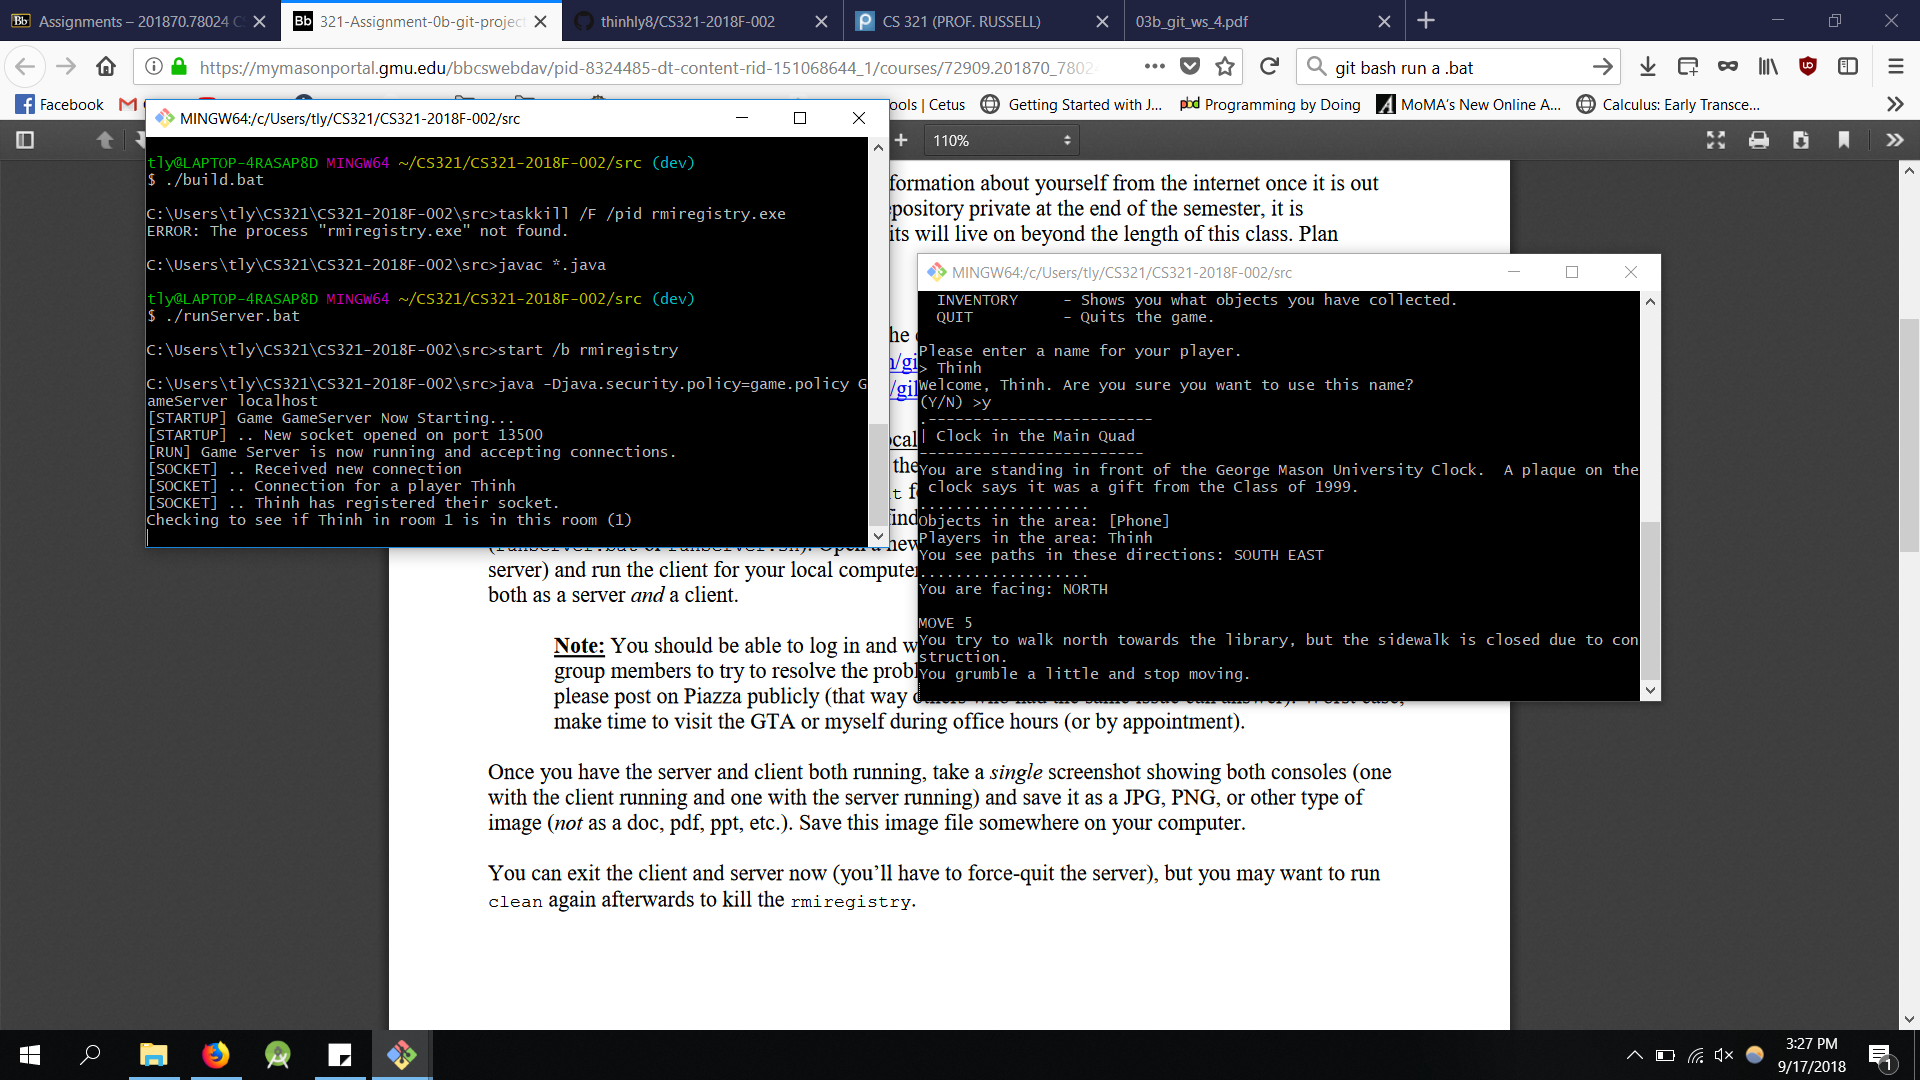 Assignments – 201870.78024 C
321-Assignment-0b-git-project
thinhly8/CS321-2018F-002
CS 321 (PROF. RUSSELL)
03b_git_ws_4.pdf
https://mymasonportal.gmu.edu/bbcswebdav/pid-8324485-dt-content-rid-151068644_1/courses/72909.201870_7802
git bash run a .bat
Facebook
ools | Cetus
Getting Started with J...
Programming by Doing
MoMA's New Online A...
Calculus: Early Transce...
110%
MINGW64:/c/Users/tly/CS321/CS321-2018F-002/src
tly@LAPTOP-4RASAP8D MINGW64 ~/CS321/CS321-2018F-002/src (dev)
$ ./build.bat
C:\Users\tly\CS321\CS321-2018F-002\src>taskkill /F /pid rmiregistry.exe
ERROR: The process "rmiregistry.exe" not found.
C:\Users\tly\CS321\CS321-2018F-002\src>javac *.java
tly@LAPTOP-4RASAP8D MINGW64 ~/CS321/CS321-2018F-002/src (dev)
$ ./runServer.bat
C:\Users\tly\CS321\CS321-2018F-002\src>start /b rmiregistry
C:\Users\tly\CS321\CS321-2018F-002\src>java -Djava.security.policy=game.policy G
ameServer localhost
[STARTUP] Game GameServer Now Starting...
[STARTUP] .. New socket opened on port 13500
[RUN] Game Server is now running and accepting connections.
[SOCKET] .. Received new connection
[SOCKET] .. Connection for a player Thinh
[SOCKET] .. Thinh has registered their socket.
Checking to see if Thinh in room 1 is in this room (1)
MINGW64:/c/Users/tly/CS321/CS321-2018F-002/src
INVENTORY - Shows you what objects you have collected.
QUIT - Quits the game.
Please enter a name for your player.
> Thinh
Welcome, Thinh. Are you sure you want to use this name?
(Y/N) >y
.-------------------------
| Clock in the Main Quad
-------------------------
You are standing in front of the George Mason University Clock.  A plaque on the
clock says it was a gift from the Class of 1999.
...................
Objects in the area: [Phone]
Players in the area: Thinh
You see paths in these directions: SOUTH EAST
...................
You are facing: NORTH
MOVE 5
You try to walk north towards the library, but the sidewalk is closed due to con
struction.
You grumble a little and stop moving.
formation about yourself from the internet once it is out
pository private at the end of the semester, it is
its will live on beyond the length of this class. Plan
server) and run the client for your local computer
both as a server and a client.
Note: You should be able to log in and w
group members to try to resolve the probl
please post on Piazza publicly (that way
make time to visit the GTA or myself during office hours (or by appointment).
Once you have the server and client both running, take a single screenshot showing both consoles (one
with the client running and one with the server running) and save it as a JPG, PNG, or other type of
image (not as a doc, pdf, ppt, etc.). Save this image file somewhere on your computer.
You can exit the client and server now (you'll have to force-quit the server), but you may want to run
clean again afterwards to kill the rmiregistry.
3:27 PM
9/17/2018
1